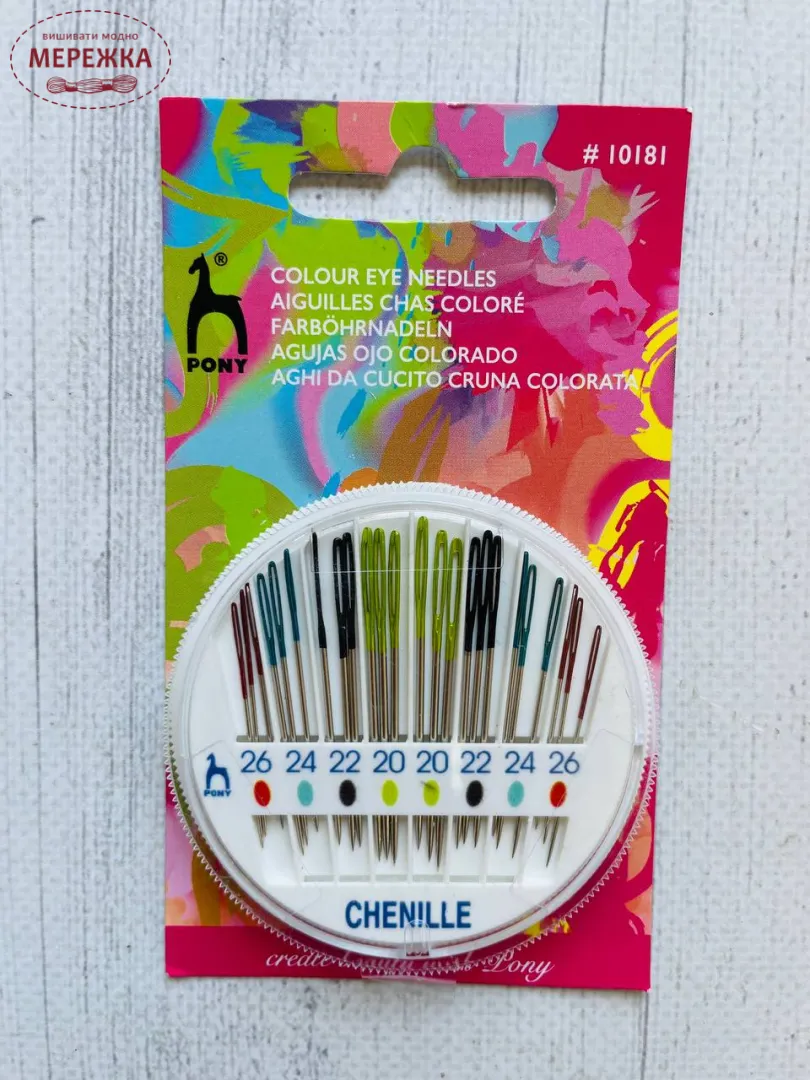 вишивати модно
МЕРЕЖКА
# 10181
®
PONY
COLOUR EYE NEEDLES
AIGUILLES CHAS COLORÉ
FARBÖHRNADELN
AGUJAS OJO COLORADO
AGHI DA CUCITO CRUNA COLORATA
26 24 22 20 20 22 24 26
PONY
CHENILLE
create Pony